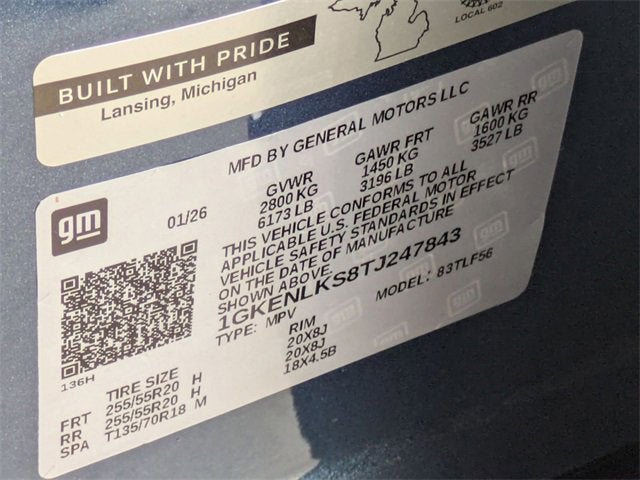 LOCAL 602
BUILT WITH PRIDE
Lansing, Michigan
MFD BY GENERAL MOTORS LLC
gm
01/26
GVWR GAWR FRT GAWR RR
2800 KG 1450 KG 1600 KG
6173 LB 3196 LB 3527 LB
THIS VEHICLE CONFORMS TO ALL
APPLICABLE U.S. FEDERAL MOTOR
VEHICLE SAFETY STANDARDS IN EFFECT
ON THE DATE OF MANUFACTURE
SHOWN ABOVE.
1GKENLKS8TJ247843
TYPE: MPV MODEL: 83TLF56
136H
TIRE SIZE RIM
FRT 255/55R20 H 20X8J
RR 255/55R20 H 20X8J
SPA T135/70R18 M 18X4.5B